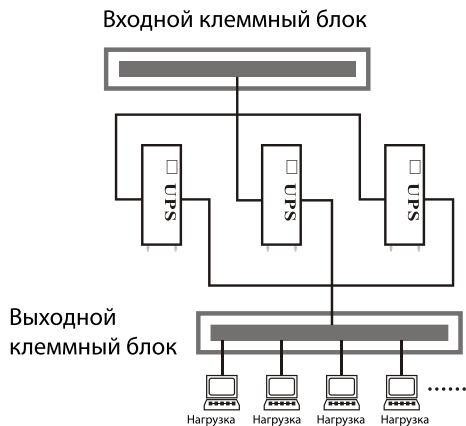 Входной клеммный блок
UPS
UPS
UPS
Выходной
клеммный блок
Нагрузка Нагрузка Нагрузка Нагрузка